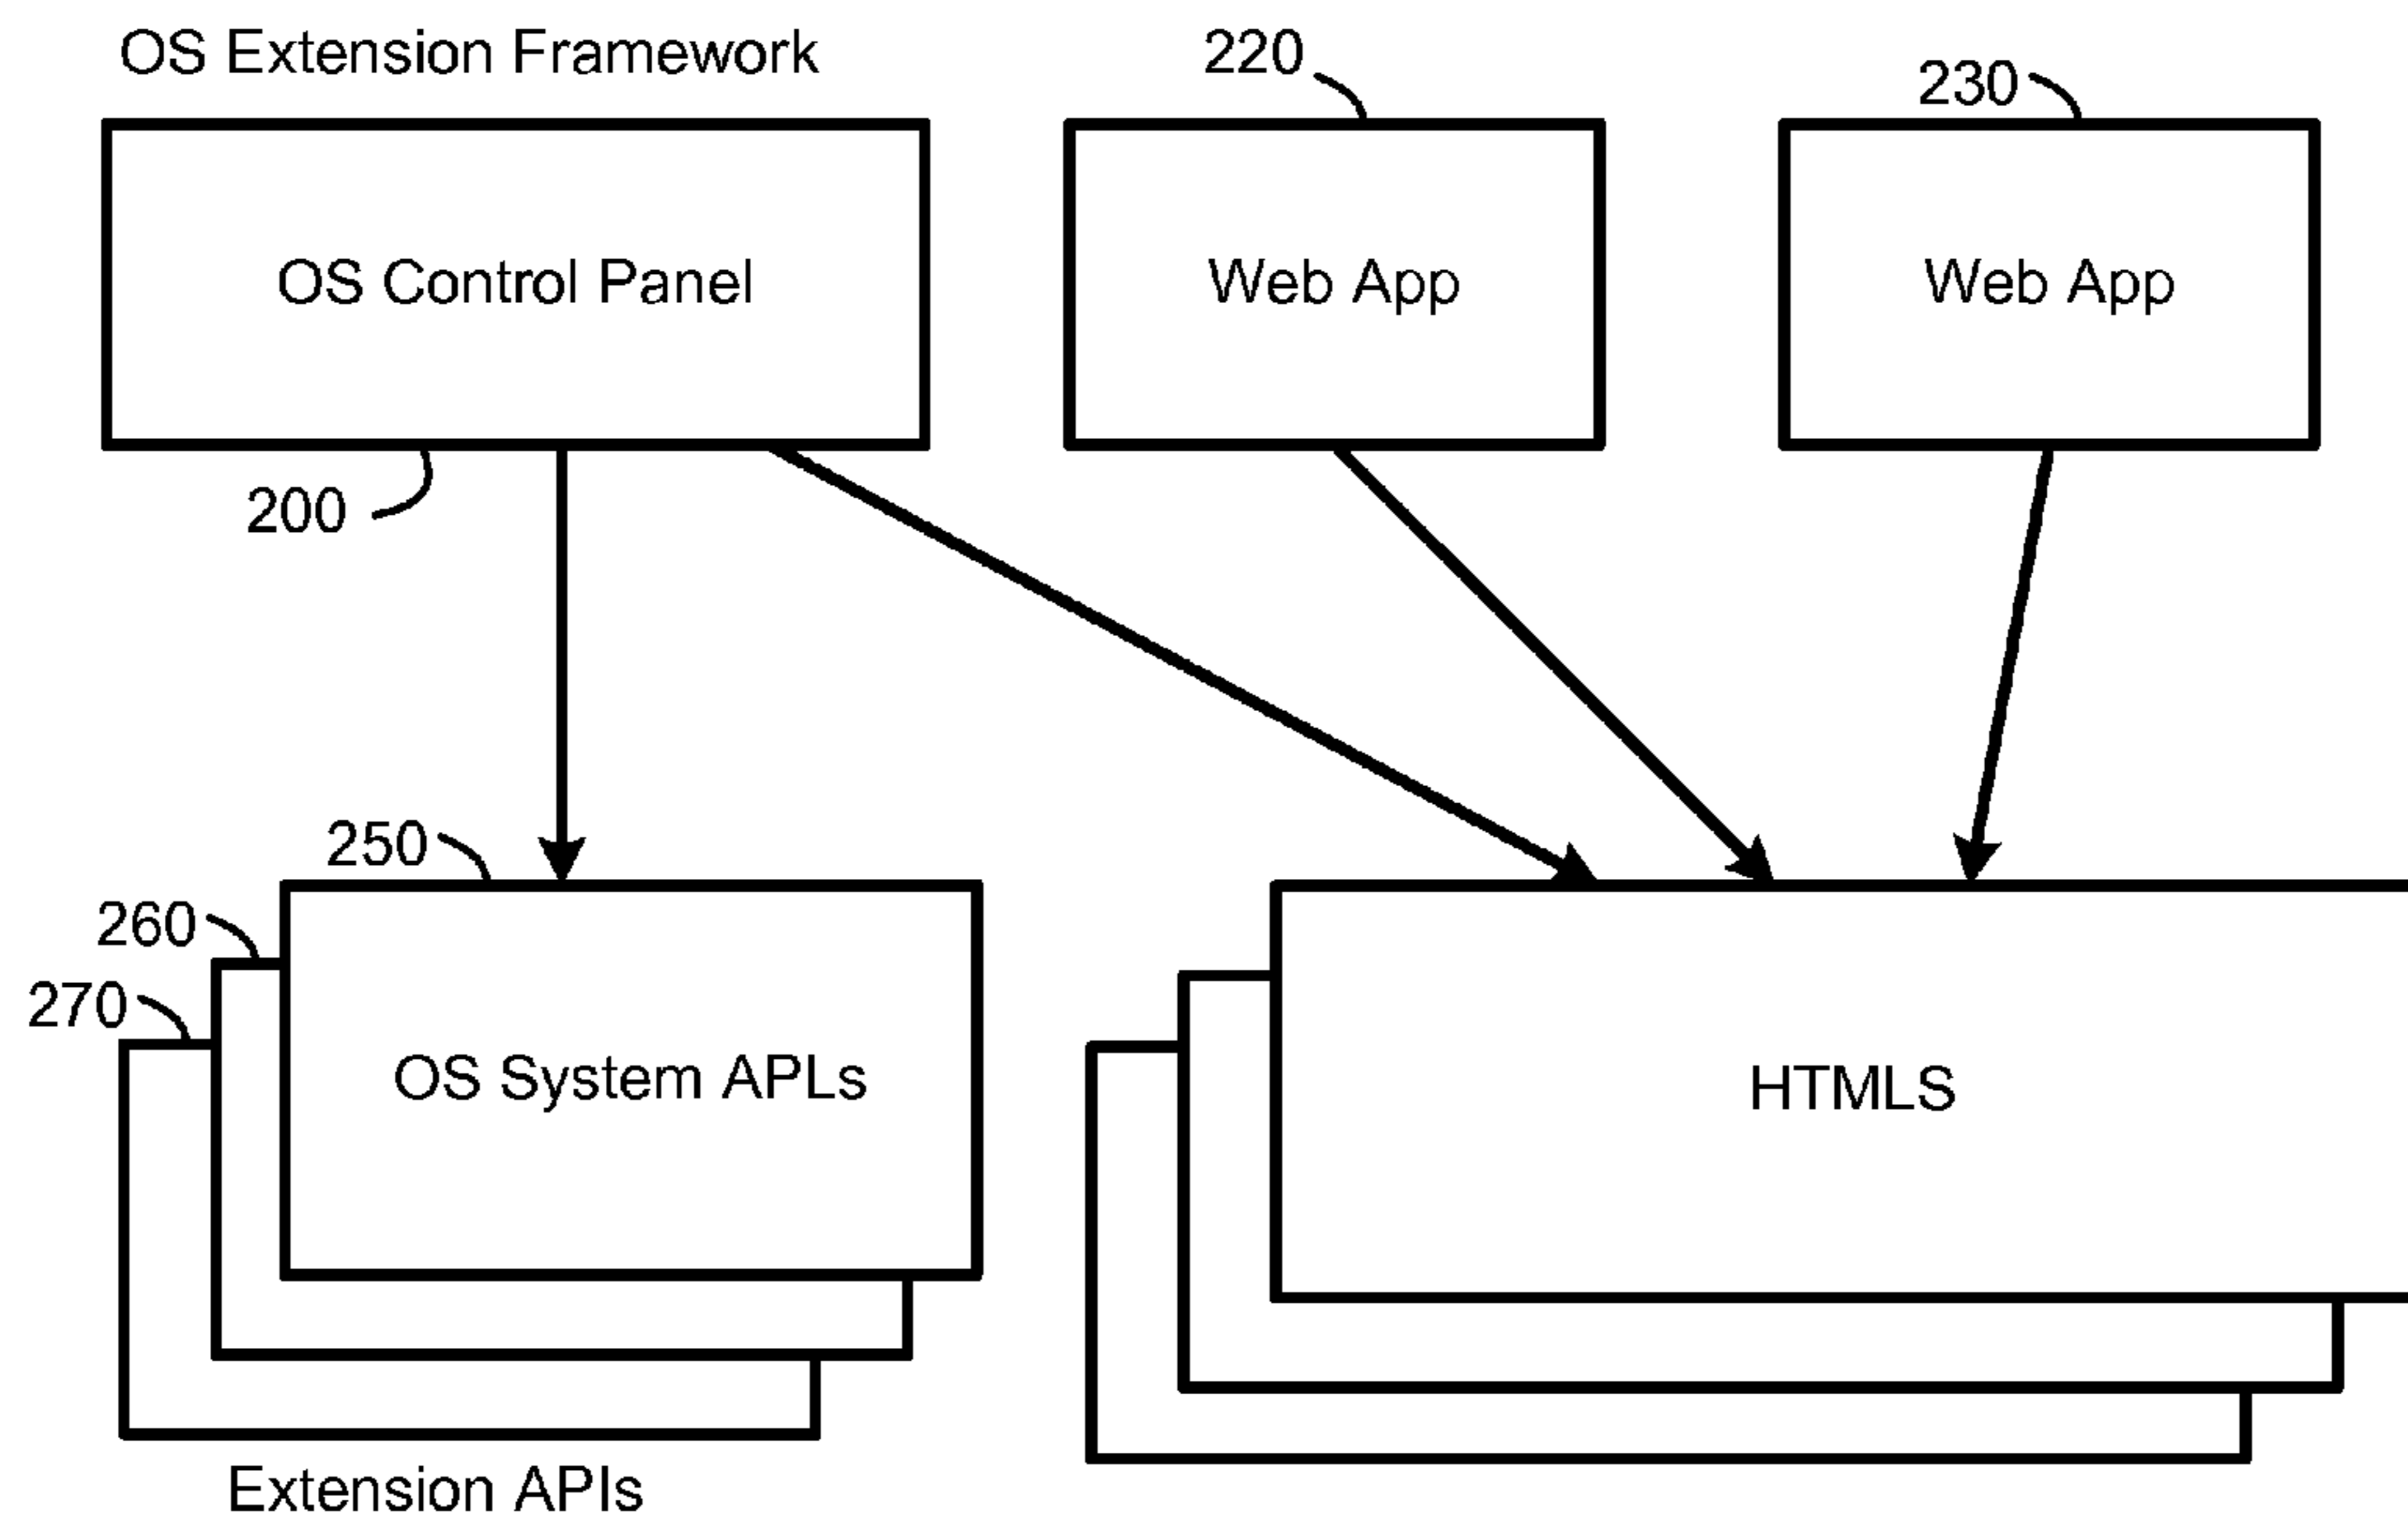 OS Extension Framework
220
230
OS Control Panel
Web App
Web App
200
250
260
270
OS System APLs
HTMLS
Extension APIs